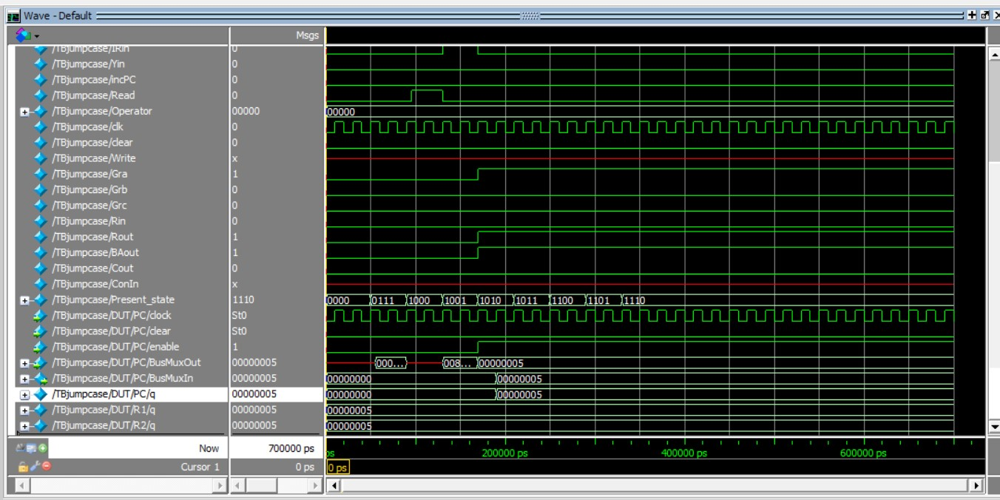 Wave - Default
Msgs
/TBjumpcase/IRin 0
/TBjumpcase/Yin 0
/TBjumpcase/incPC 0
/TBjumpcase/Read 0
/TBjumpcase/Operator 00000 00000
/TBjumpcase/clk 0
/TBjumpcase/clear 0
/TBjumpcase/Write x
/TBjumpcase/Gra 1
/TBjumpcase/Grb 0
/TBjumpcase/Grc 0
/TBjumpcase/Rin 0
/TBjumpcase/Rout 1
/TBjumpcase/BAout 1
/TBjumpcase/Cout 0
/TBjumpcase/ConIn x
/TBjumpcase/Present_state 1110 0000 0111 1000 1001 1010 1011 1100 1101 1110
/TBjumpcase/DUT/PC/clock St0
/TBjumpcase/DUT/PC/clear St0
/TBjumpcase/DUT/PC/enable 1
/TBjumpcase/DUT/PC/BusMuxOut 00000005 000... 008... 00000005
/TBjumpcase/DUT/PC/BusMuxIn 00000005 00000000 00000005
/TBjumpcase/DUT/PC/q 00000005 00000000 00000005
/TBjumpcase/DUT/R1/q 00000005 00000005
/TBjumpcase/DUT/R2/q 00000005 00000005
Now 700000 ps ps 200000 ps 400000 ps 600000 ps
Cursor 1 0 ps 0 ps